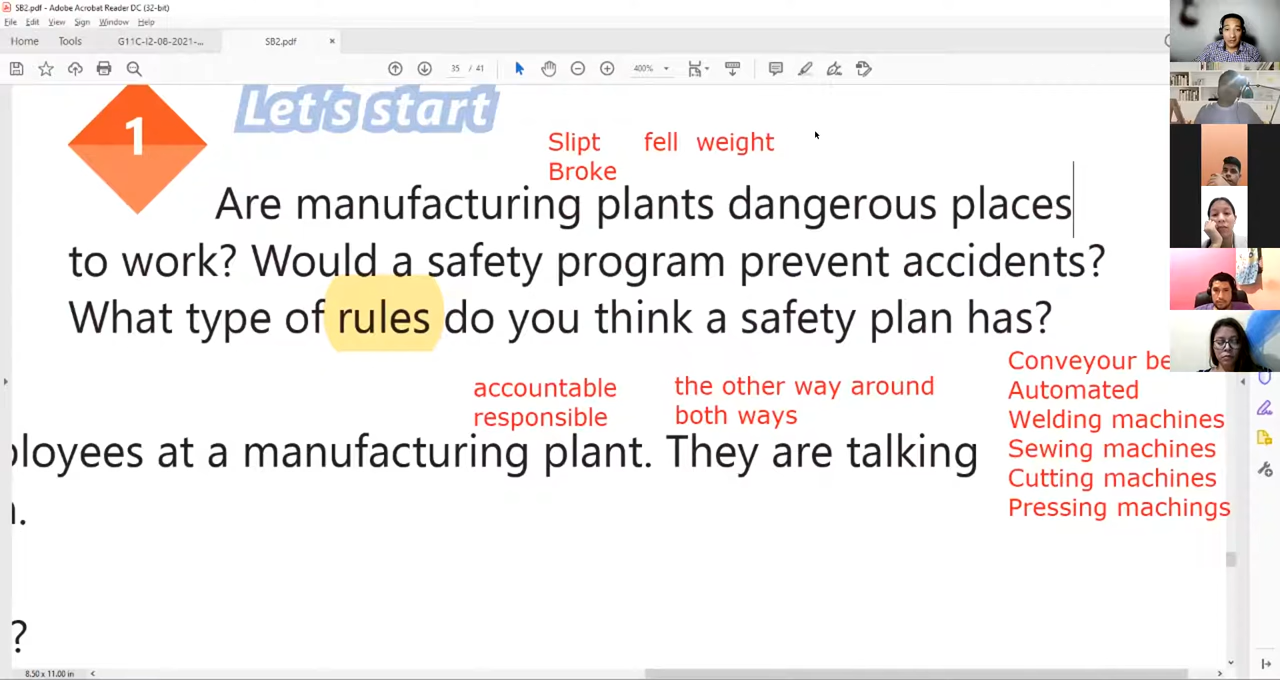 SB2.pdf - Adobe Acrobat Reader DC (32-bit)
File Edit View Sign Window Help
Home Tools G11C-I2-08-2021-... SB2.pdf ×
35 / 41 400%
1 Let's start
Slipt fell weight
Broke
Are manufacturing plants dangerous places
to work? Would a safety program prevent accidents?
What type of rules do you think a safety plan has?
Conveyour be
accountable the other way around Automated
responsible both ways Welding machines
ployees at a manufacturing plant. They are talking Sewing machines
Cutting machines
n. Pressing machings
?
8.50 x 11.00 in